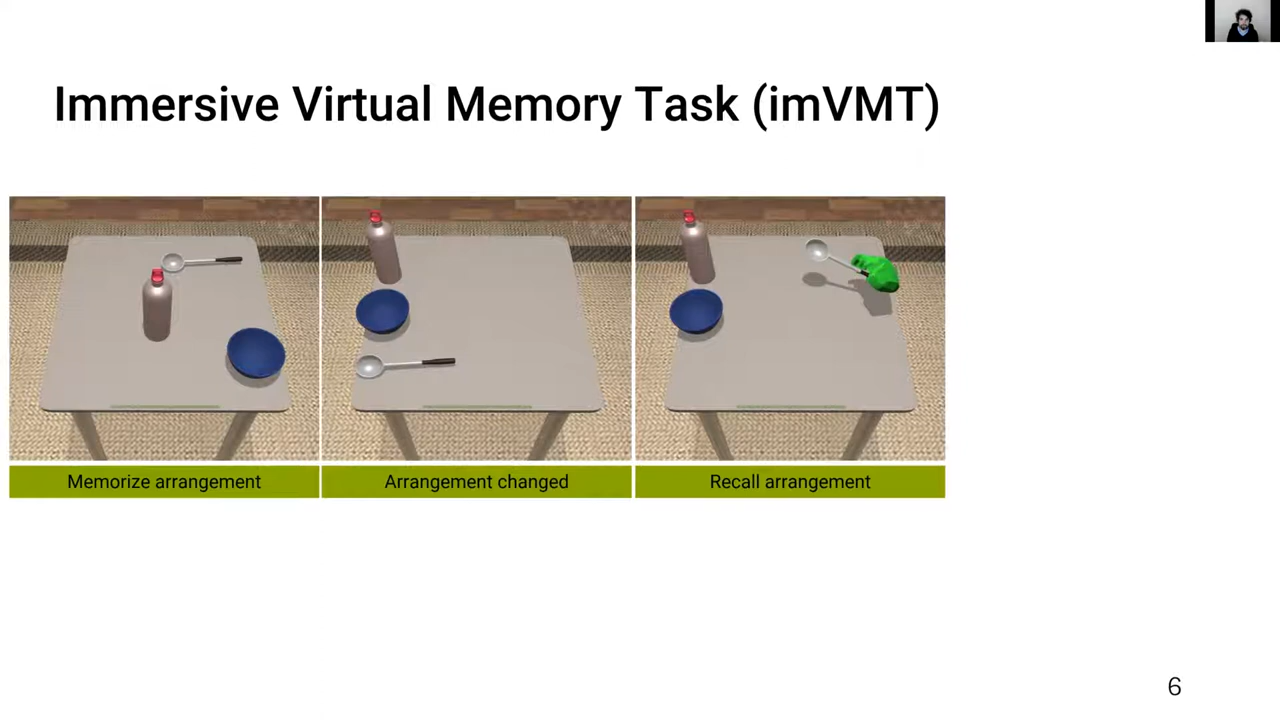 Immersive Virtual Memory Task (imVMT)
Memorize arrangement
Arrangement changed
Recall arrangement
6